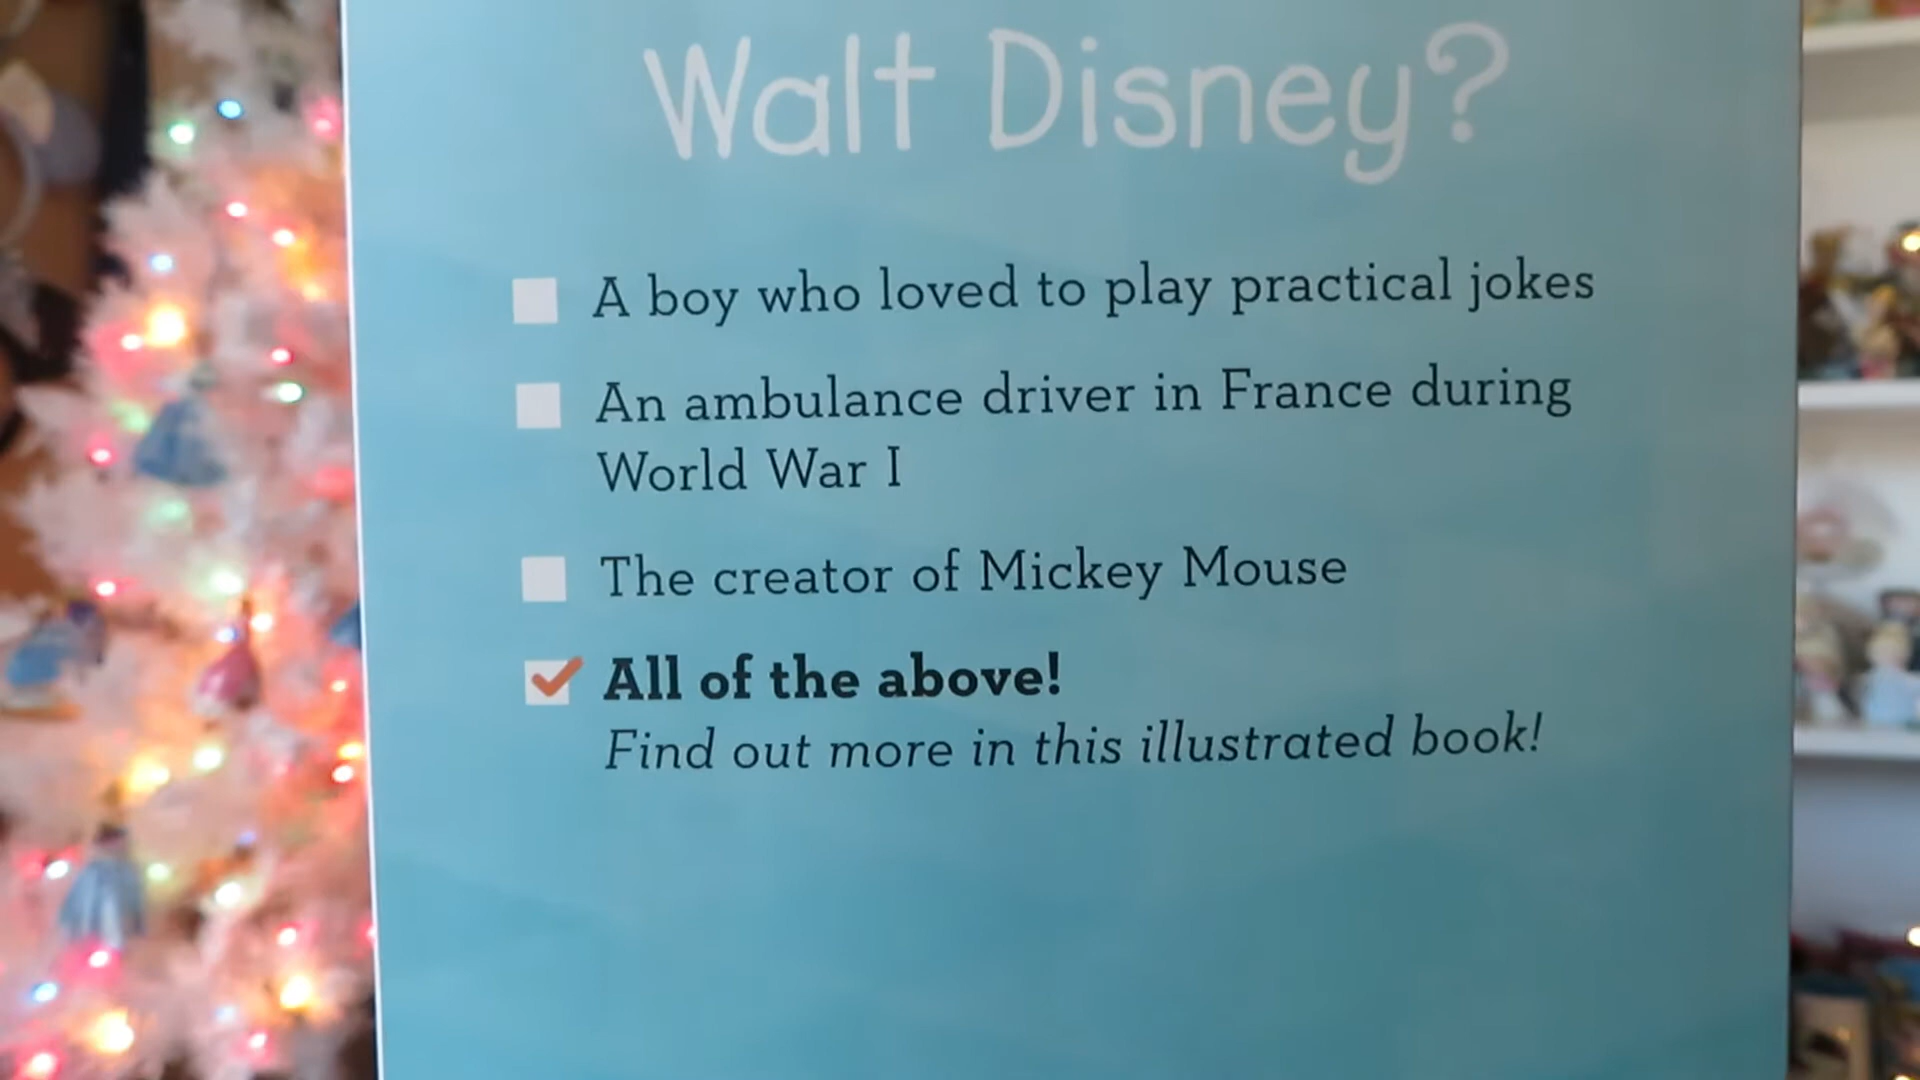 Walt Disney?
A boy who loved to play practical jokes
An ambulance driver in France during
World War I
The creator of Mickey Mouse
All of the above!
Find out more in this illustrated book!